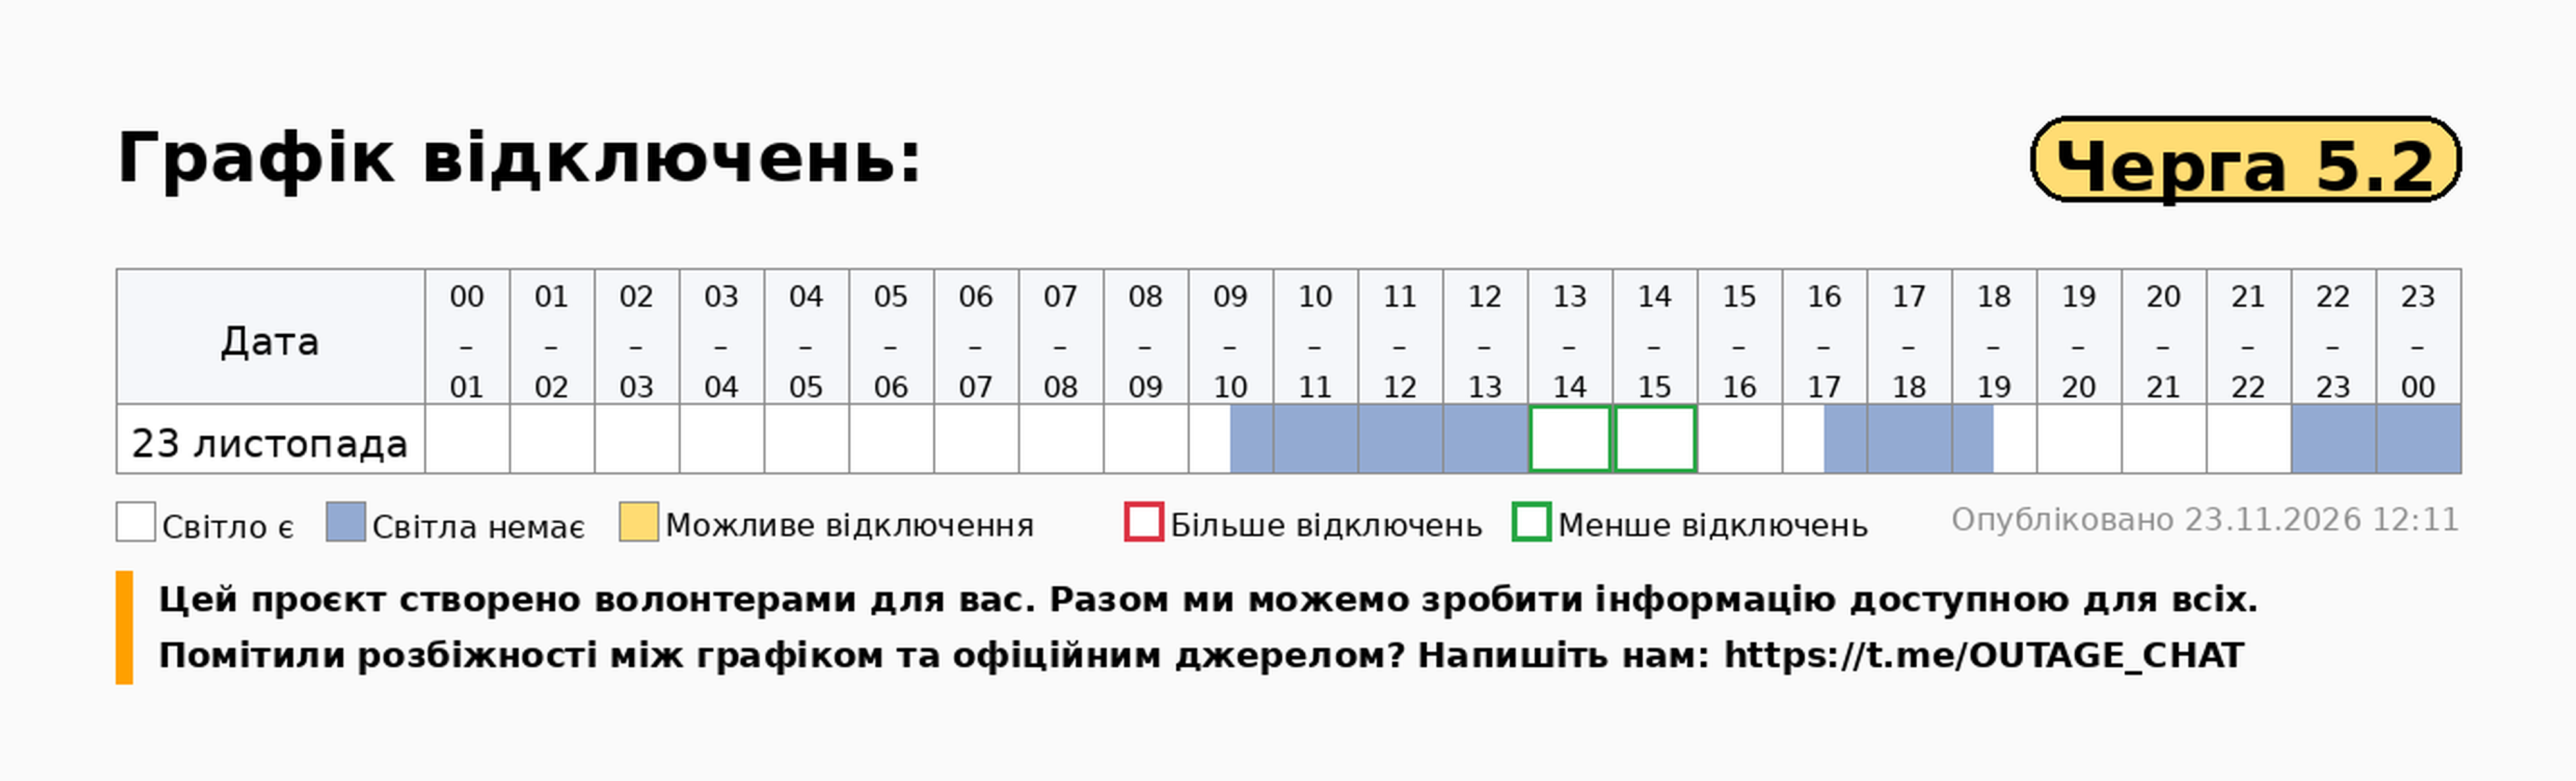 Графік відключень:
Черга 5.2
Дата
00 – 01
01 – 02
02 – 03
03 – 04
04 – 05
05 – 06
06 – 07
07 – 08
08 – 09
09 – 10
10 – 11
11 – 12
12 – 13
13 – 14
14 – 15
15 – 16
16 – 17
17 – 18
18 – 19
19 – 20
20 – 21
21 – 22
22 – 23
23 – 00
23 листопада
Світло є
Світла немає
Можливе відключення
Більше відключень
Менше відключень
Опубліковано 23.11.2026 12:11
Цей проєкт створено волонтерами для вас. Разом ми можемо зробити інформацію доступною для всіх.
Помітили розбіжності між графіком та офіційним джерелом? Напишіть нам: https://t.me/OUTAGE_CHAT